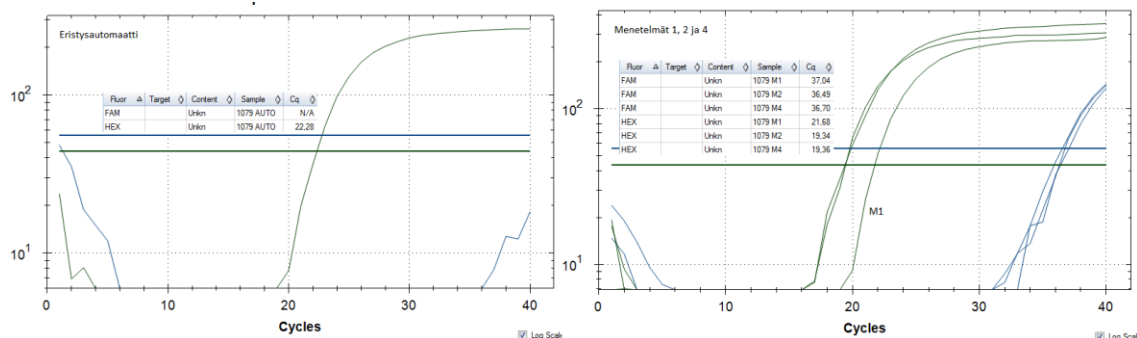 Eristysautomaatti
Fluor Target Content Sample Cq
FAM Unkn 1079 AUTO N/A
HEX Unkn 1079 AUTO 22,28
10²
10¹
0 10 20 30 40
Cycles
Log Scale
Menetelmät 1, 2 ja 4
Fluor Target Content Sample Cq
FAM Unkn 1079 M1 37,04
FAM Unkn 1079 M2 36,49
FAM Unkn 1079 M4 36,70
HEX Unkn 1079 M1 21,68
HEX Unkn 1079 M2 19,34
HEX Unkn 1079 M4 19,36
10²
M1
10¹
0 10 20 30 40
Cycles
Log Scal